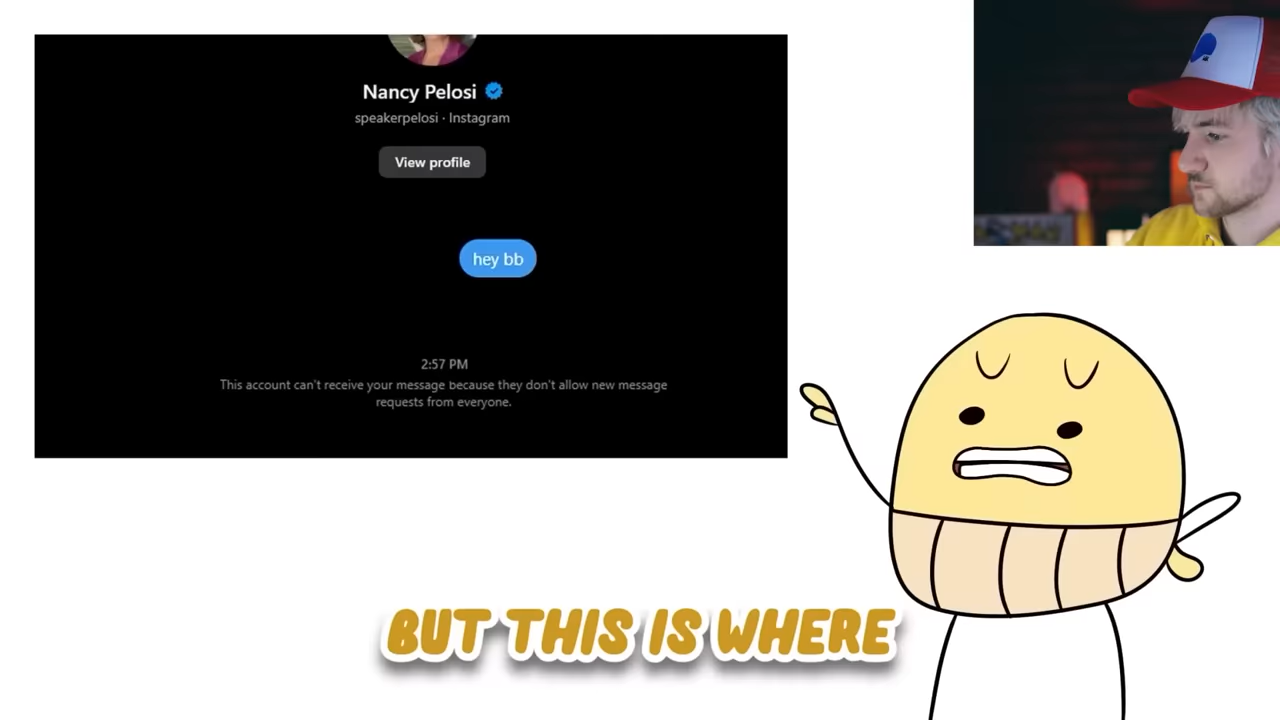 Nancy Pelosi
speakerpelosi · Instagram
View profile
hey bb
2:57 PM
This account can't receive your message because they don't allow new message
requests from everyone.
BUT THIS IS WHERE